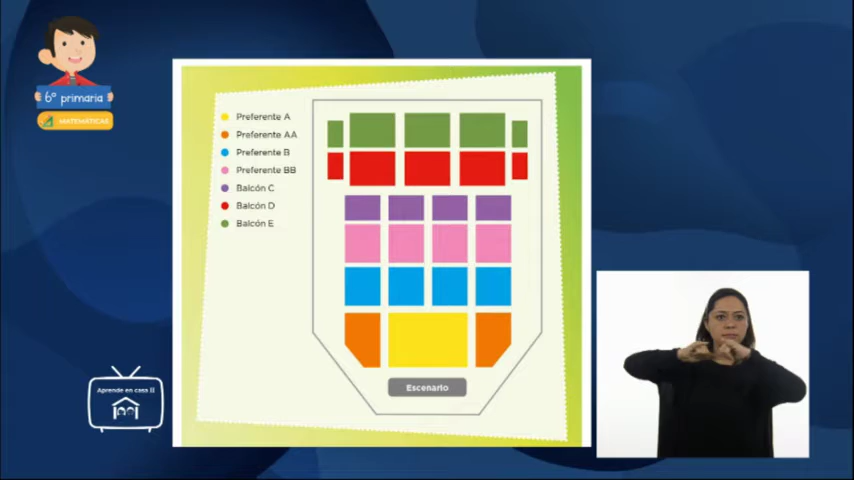 6° primaria
MATEMÁTICAS
Preferente A
Preferente AA
Preferente B
Preferente BB
Balcón C
Balcón D
Balcón E
Escenario
Aprende en casa II